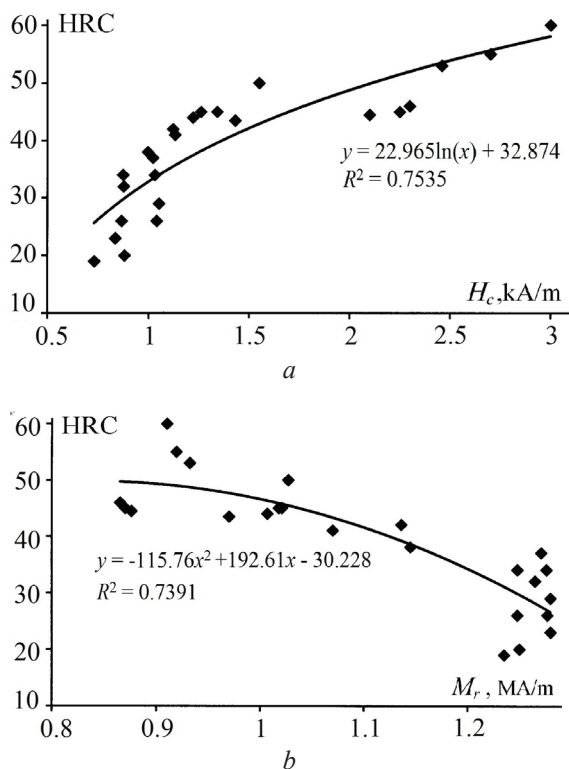 60
HRC
50
40
30
20
10
y = 22.965ln(x) + 32.874
R² = 0.7535
H_c,kA/m
0.5 1 1.5 2 2.5 3
a
60
HRC
50
40
30
20
10
y = -115.76x² +192.61x - 30.228
R² = 0.7391
M_r , MA/m
0.8 0.9 1 1.1 1.2
b